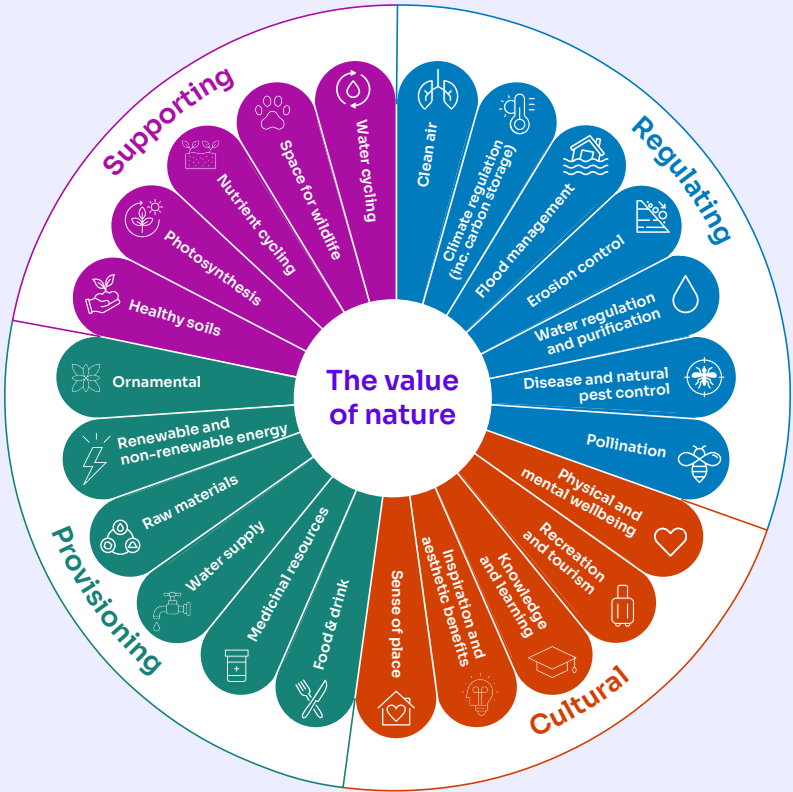 The value
of nature
Supporting
Healthy soils
Photosynthesis
Nutrient cycling
Space for wildlife
Water cycling
Regulating
Clean air
Climate regulation
(inc. carbon storage)
Flood management
Erosion control
Water regulation
and purification
Disease and natural
pest control
Pollination
Cultural
Physical and
mental wellbeing
Recreation
and tourism
Knowledge
and learning
Inspiration and
aesthetic benefits
Sense of place
Provisioning
Food & drink
Medicinal resources
Water supply
Raw materials
Renewable and
non-renewable energy
Ornamental